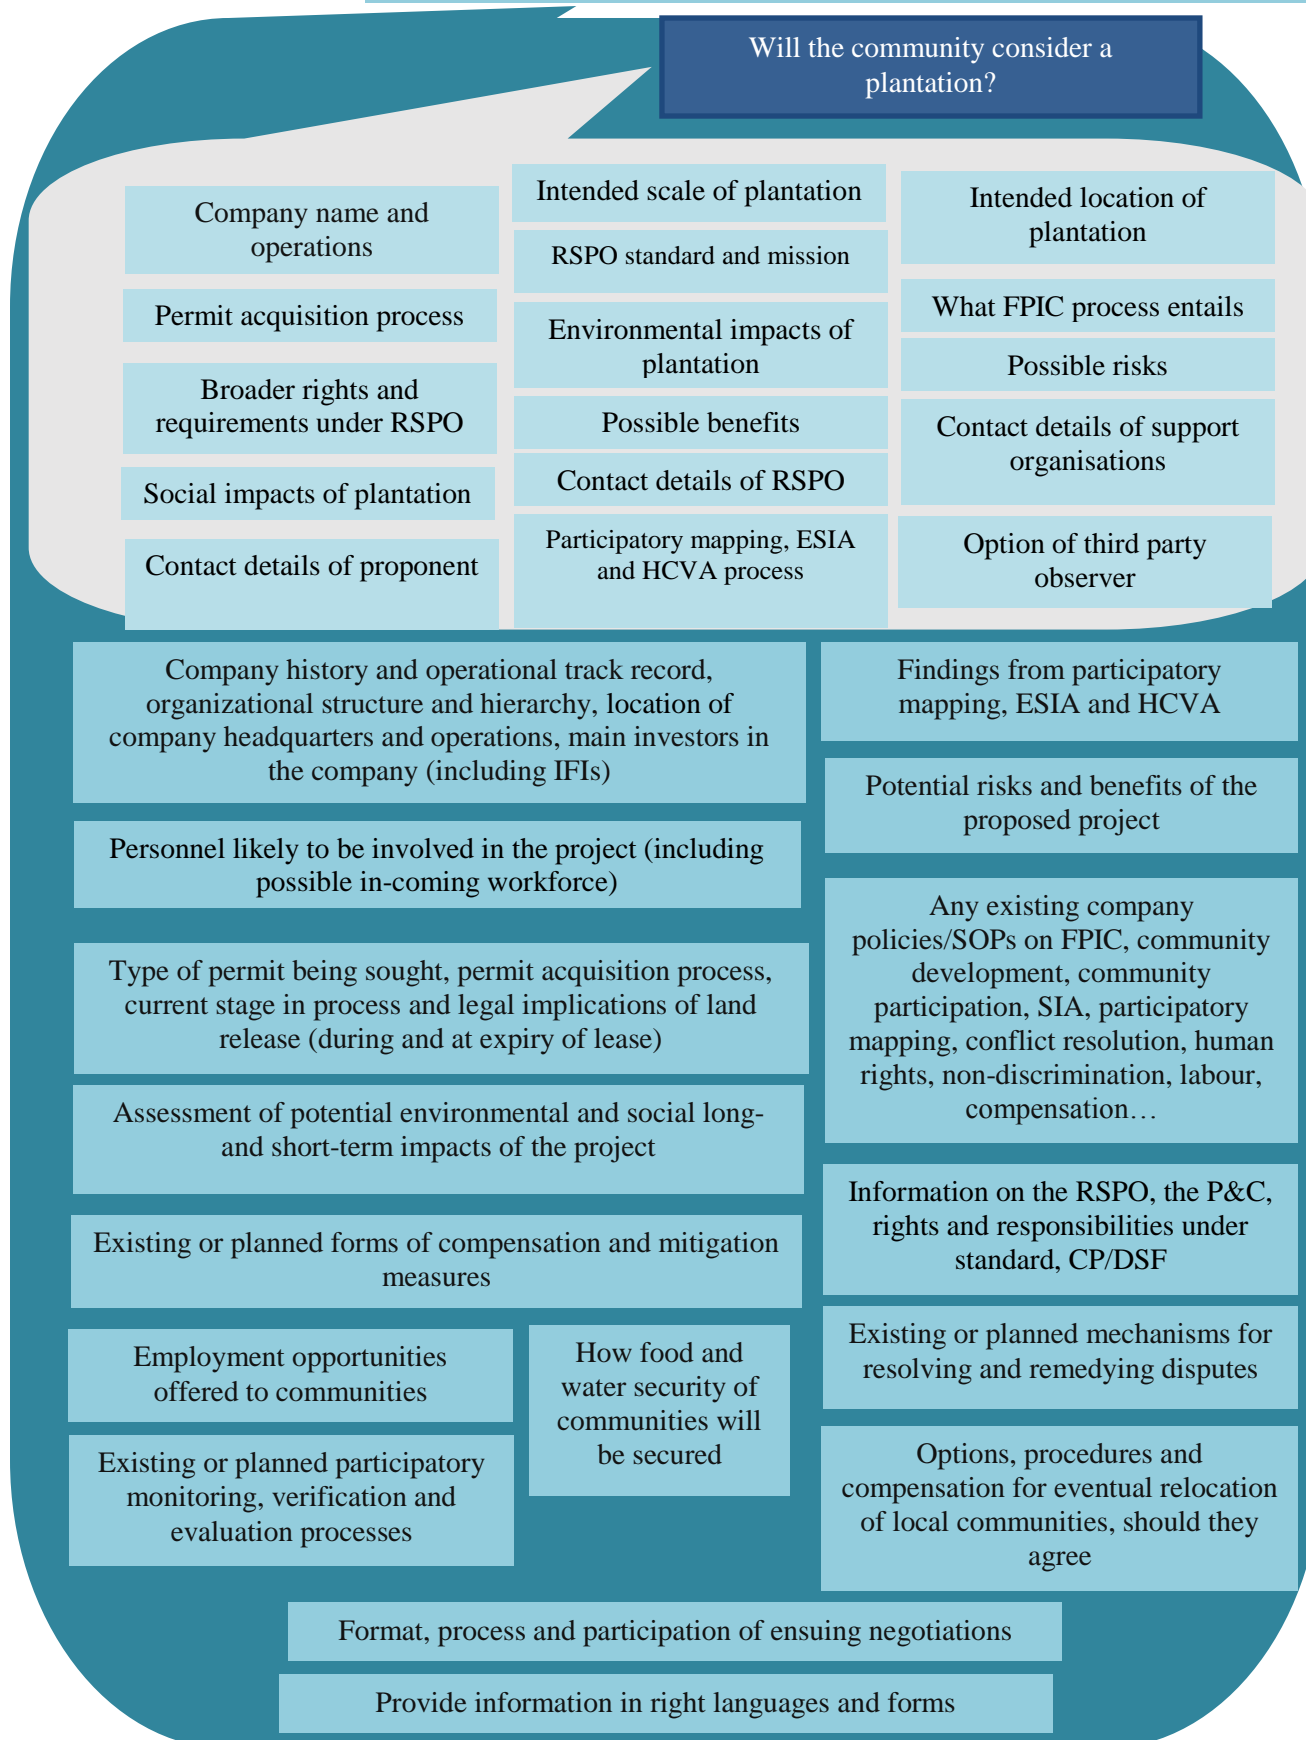 Will the community consider a
plantation?
Company name and
operations
Permit acquisition process
Broader rights and
requirements under RSPO
Social impacts of plantation
Contact details of proponent
Intended scale of plantation
RSPO standard and mission
Environmental impacts of
plantation
Possible benefits
Contact details of RSPO
Participatory mapping, ESIA
and HCVA process
Intended location of
plantation
What FPIC process entails
Possible risks
Contact details of support
organisations
Option of third party
observer
Company history and operational track record,
organizational structure and hierarchy, location of
company headquarters and operations, main investors in
the company (including IFIs)
Personnel likely to be involved in the project (including
possible in-coming workforce)
Type of permit being sought, permit acquisition process,
current stage in process and legal implications of land
release (during and at expiry of lease)
Assessment of potential environmental and social long-
and short-term impacts of the project
Existing or planned forms of compensation and mitigation
measures
Employment opportunities
offered to communities
Existing or planned participatory
monitoring, verification and
evaluation processes
How food and
water security of
communities will
be secured
Findings from participatory
mapping, ESIA and HCVA
Potential risks and benefits of the
proposed project
Any existing company
policies/SOPs on FPIC, community
development, community
participation, SIA, participatory
mapping, conflict resolution, human
rights, non-discrimination, labour,
compensation…
Information on the RSPO, the P&C,
rights and responsibilities under
standard, CP/DSF
Existing or planned mechanisms for
resolving and remedying disputes
Options, procedures and
compensation for eventual relocation
of local communities, should they
agree
Format, process and participation of ensuing negotiations
Provide information in right languages and forms